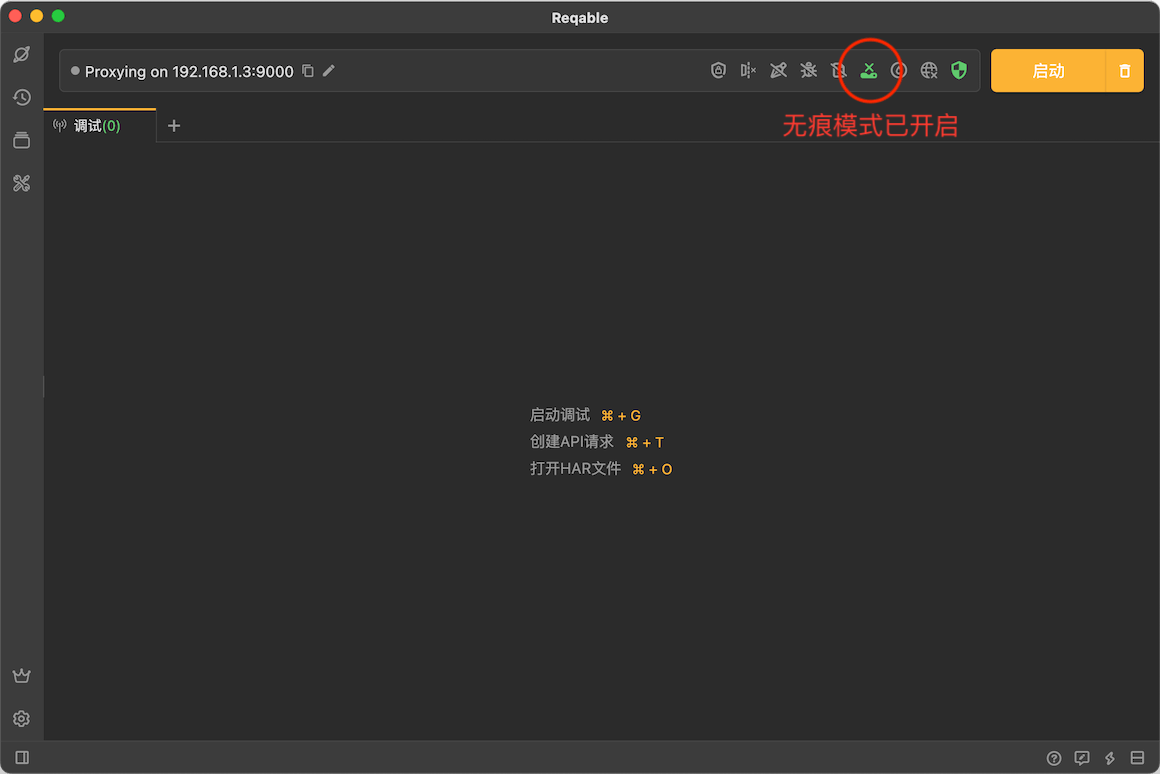 Reqable
Proxying on 192.168.1.3:9000
启动
调试(0)
无痕模式已开启
启动调试 ⌘ + G
创建API请求 ⌘ + T
打开HAR文件 ⌘ + O